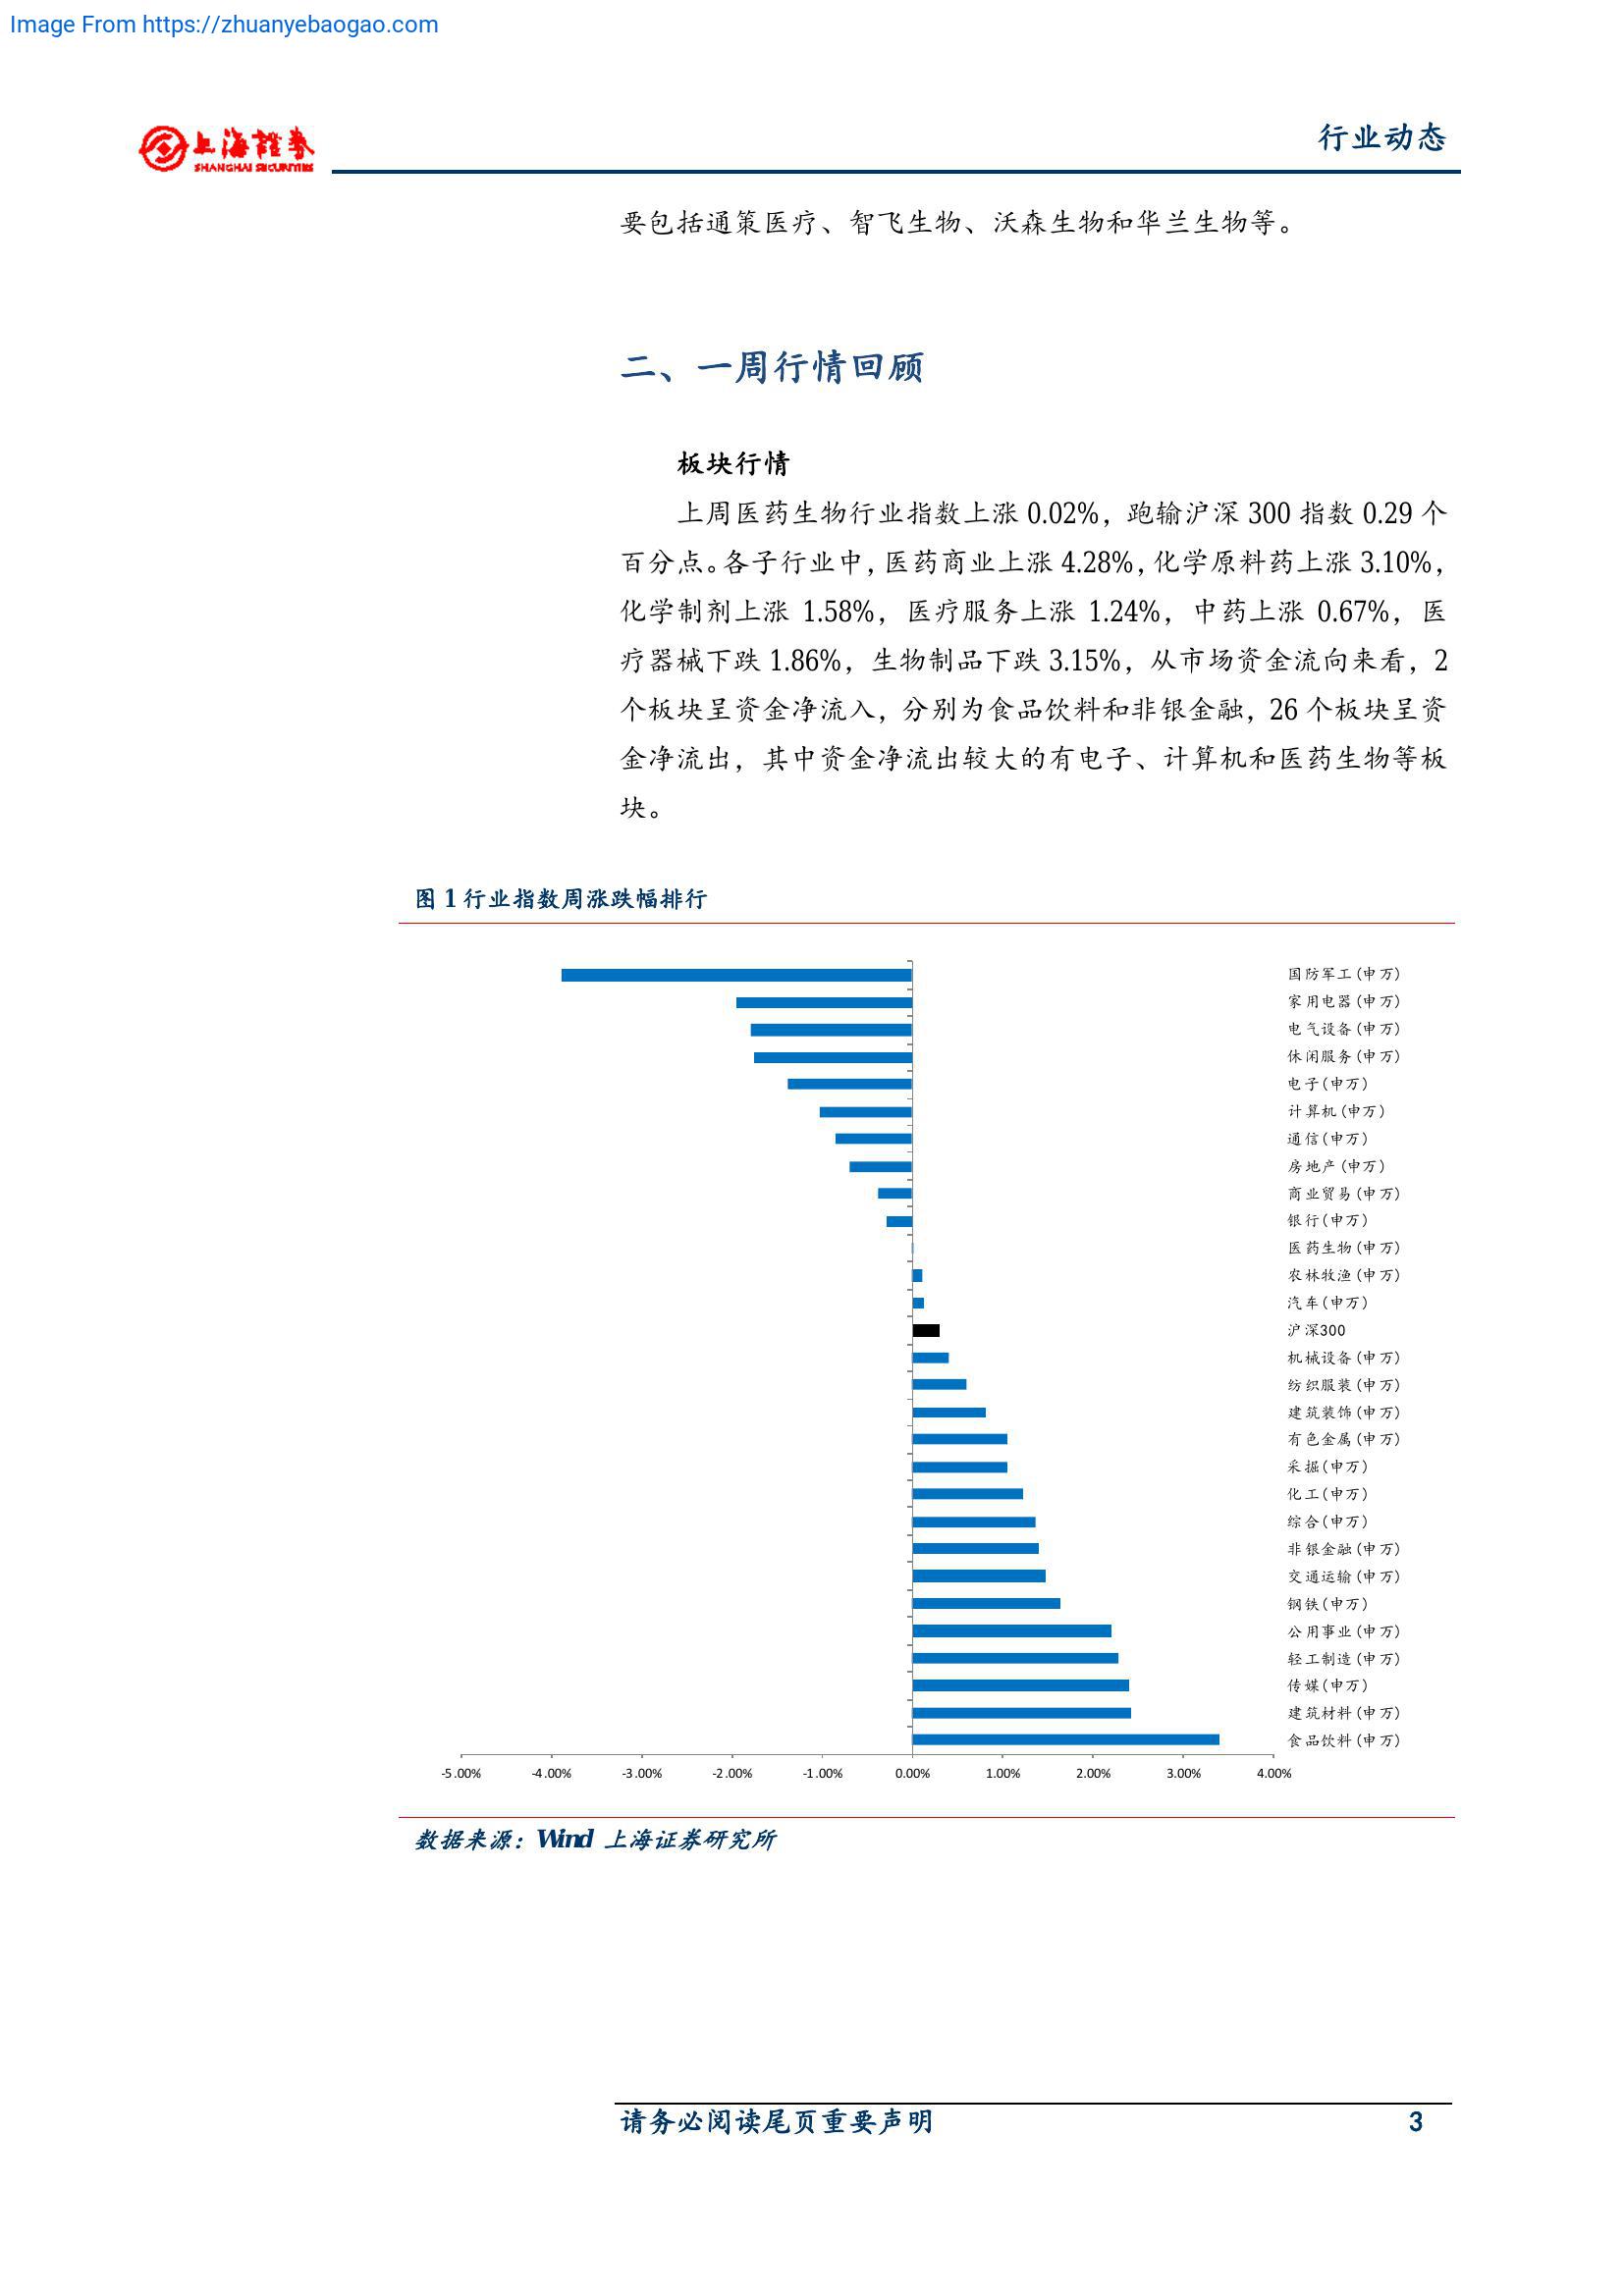 Image From https://zhuanyebaogao.com
上海證券
SHANGHAI SECURITIES
行业动态
要包括通策医疗、智飞生物、沃森生物和华兰生物等。
二、一周行情回顾
板块行情
上周医药生物行业指数上涨 0.02%，跑输沪深 300 指数 0.29 个
百分点。各子行业中，医药商业上涨 4.28%，化学原料药上涨 3.10%，
化学制剂上涨 1.58%，医疗服务上涨 1.24%，中药上涨 0.67%，医
疗器械下跌 1.86%，生物制品下跌 3.15%，从市场资金流向来看，2
个板块呈资金净流入，分别为食品饮料和非银金融，26 个板块呈资
金净流出，其中资金净流出较大的有电子、计算机和医药生物等板
块。
图 1 行业指数周涨跌幅排行
国防军工(申万)
家用电器(申万)
电气设备(申万)
休闲服务(申万)
电子(申万)
计算机(申万)
通信(申万)
房地产(申万)
商业贸易(申万)
银行(申万)
医药生物(申万)
农林牧渔(申万)
汽车(申万)
沪深300
机械设备(申万)
纺织服装(申万)
建筑装饰(申万)
有色金属(申万)
采掘(申万)
化工(申万)
综合(申万)
非银金融(申万)
交通运输(申万)
钢铁(申万)
公用事业(申万)
轻工制造(申万)
传媒(申万)
建筑材料(申万)
食品饮料(申万)
-5.00% -4.00% -3.00% -2.00% -1.00% 0.00% 1.00% 2.00% 3.00% 4.00%
数据来源：Wind 上海证券研究所
请务必阅读尾页重要声明 3